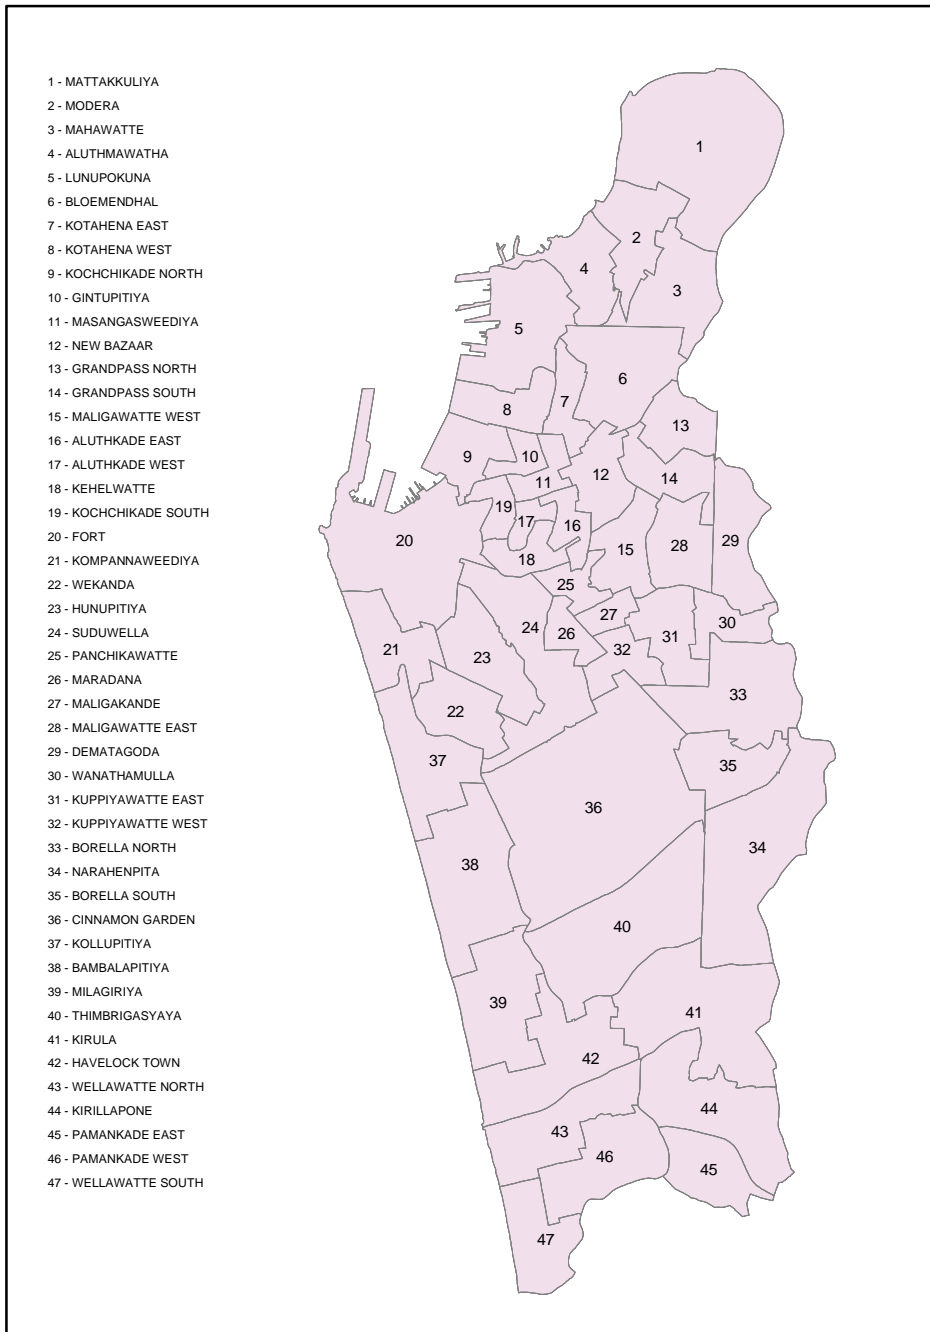 1 - MATTAKKULIYA
2 - MODERA
3 - MAHAWATTE
4 - ALUTHMAWATHA
5 - LUNUPOKUNA
6 - BLOEMENDHAL
7 - KOTAHENA EAST
8 - KOTAHENA WEST
9 - KOCHCHIKADE NORTH
10 - GINTUPITIYA
11 - MASANGASWEEDIYA
12 - NEW BAZAAR
13 - GRANDPASS NORTH
14 - GRANDPASS SOUTH
15 - MALIGAWATTE WEST
16 - ALUTHKADE EAST
17 - ALUTHKADE WEST
18 - KEHELWATTE
19 - KOCHCHIKADE SOUTH
20 - FORT
21 - KOMPANNAWEEDIYA
22 - WEKANDA
23 - HUNUPITIYA
24 - SUDUWELLA
25 - PANCHIKAWATTE
26 - MARADANA
27 - MALIGAKANDE
28 - MALIGAWATTE EAST
29 - DEMATAGODA
30 - WANATHAMULLA
31 - KUPPIYAWATTE EAST
32 - KUPPIYAWATTE WEST
33 - BORELLA NORTH
34 - NARAHENPITA
35 - BORELLA SOUTH
36 - CINNAMON GARDEN
37 - KOLLUPITIYA
38 - BAMBALAPITIYA
39 - MILAGIRIYA
40 - THIMBRIGASYAYA
41 - KIRULA
42 - HAVELOCK TOWN
43 - WELLAWATTE NORTH
44 - KIRILLAPONE
45 - PAMANKADE EAST
46 - PAMANKADE WEST
47 - WELLAWATTE SOUTH
1
2
4
3
5
6
7
8
13
9
10
12
14
11
19
17
16
20
15
28
29
18
25
27
30
24
26
31
21
23
32
33
22
37
35
36
34
38
40
39
41
42
44
43
46
45
47